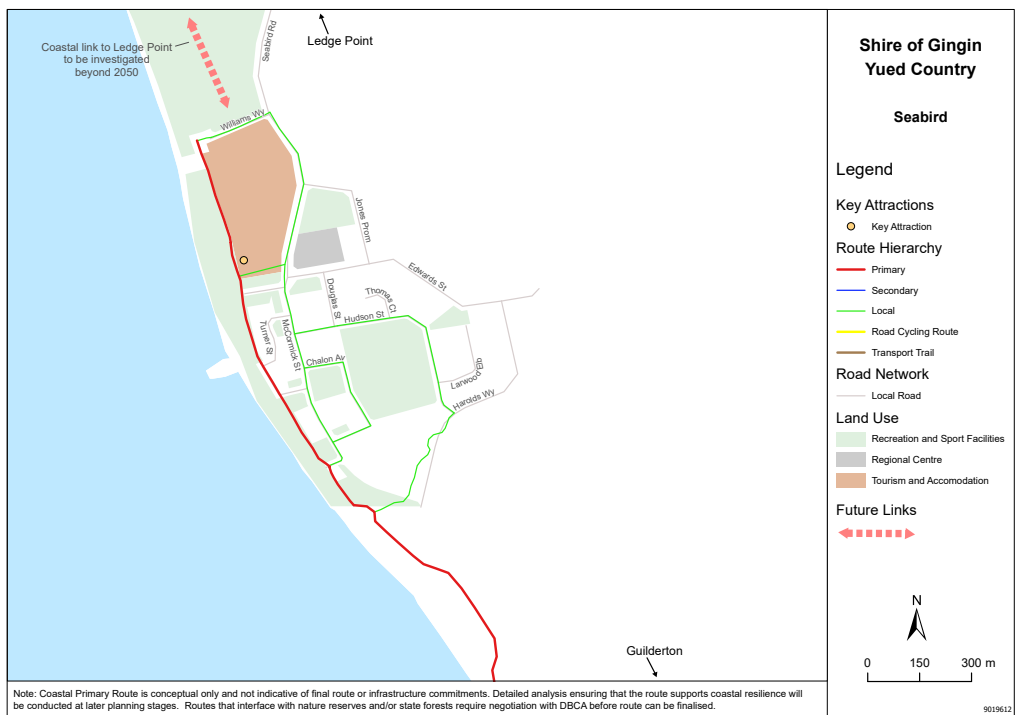 Coastal link to Ledge Point
to be investigated
beyond 2050
Seabird Rd
Ledge Point
Williams Wy
Jones Prom
Edwards St
Douglas St
Thomas Ct
Hudson St
Turner St
McCormick St
Chalon Av
Larwood Elb
Harolds Wy
Guilderton
Note: Coastal Primary Route is conceptual only and not indicative of final route or infrastructure commitments. Detailed analysis ensuring that the route supports coastal resilience will
be conducted at later planning stages. Routes that interface with nature reserves and/or state forests require negotiation with DBCA before route can be finalised.
Shire of Gingin
Yued Country
Seabird
Legend
Key Attractions
Key Attraction
Route Hierarchy
Primary
Secondary
Local
Road Cycling Route
Transport Trail
Road Network
Local Road
Land Use
Recreation and Sport Facilities
Regional Centre
Tourism and Accomodation
Future Links
N
0 150 300 m
9019612